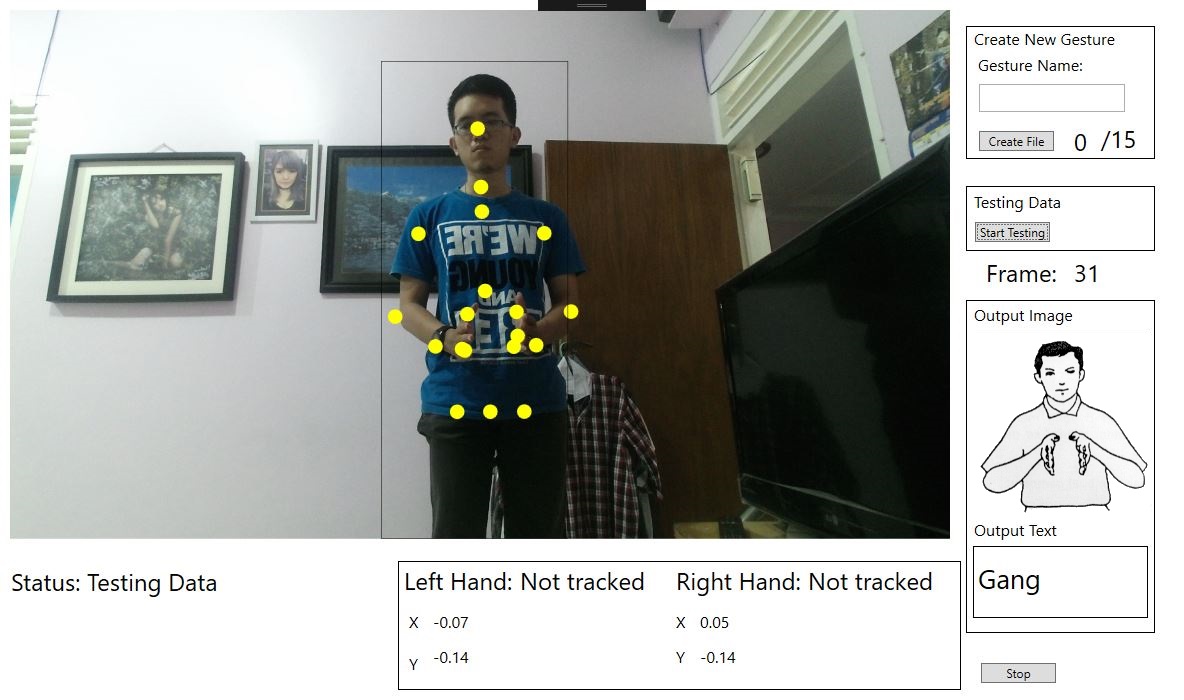 Create New Gesture
Gesture Name:
Create File
0 /15
Testing Data
Start Testing
Frame: 31
Output Image
Output Text
Gang
Stop
WE'RE
YOUNG
AND
Status: Testing Data
Left Hand: Not tracked
X -0.07
Y -0.14
Right Hand: Not tracked
X 0.05
Y -0.14